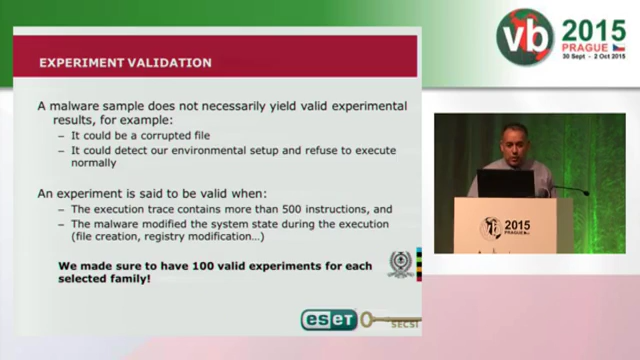 EXPERIMENT VALIDATION
A malware sample does not necessarily yield valid experimental
results, for example:
– It could be a corrupted file
– It could detect our environmental setup and refuse to execute
normally
An experiment is said to be valid when:
– The execution trace contains more than 500 instructions, and
– The malware modified the system state during the execution
(file creation, registry modification...)
We made sure to have 100 valid experiments for each
selected family!
eseT
SECSI
vb
2015
PRAGUE
30 Sept - 2 Oct 2015
2015
PRAGUE